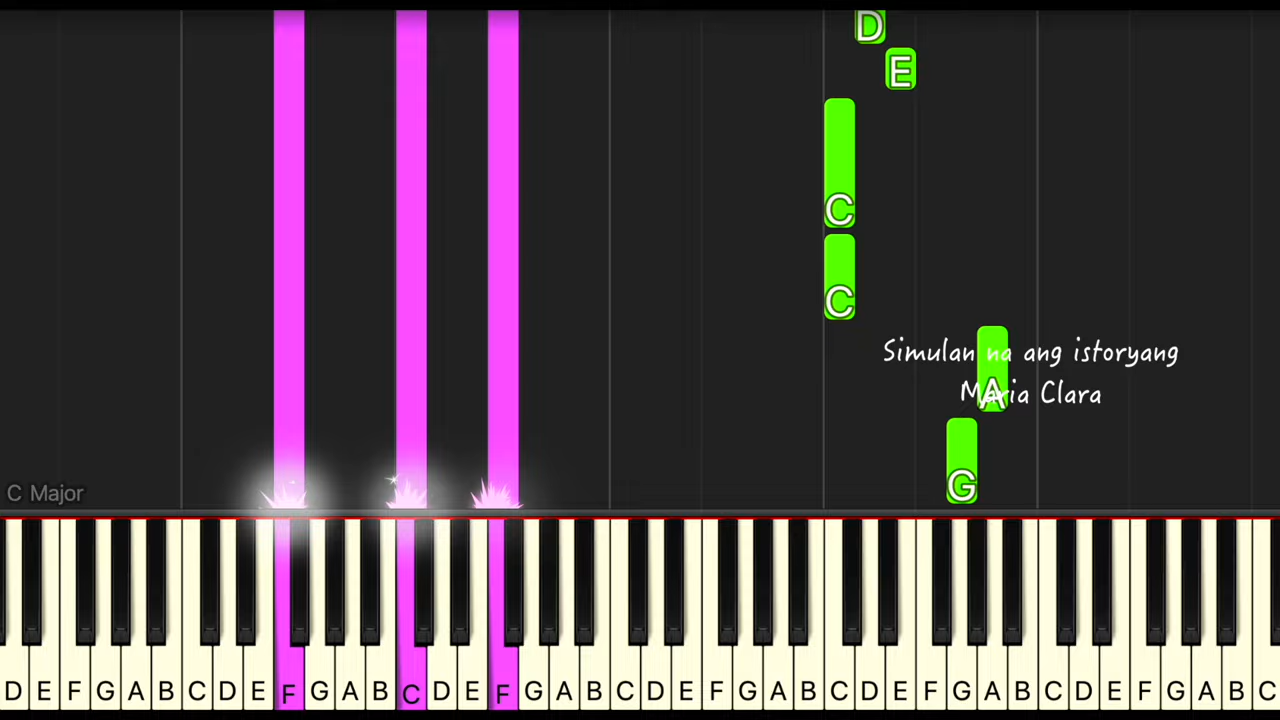 D
E
C
C
Simulan na ang istoryang
Maria Clara
A
G
C Major
D E F G A B C D E F G A B C D E F G A B C D E F G A B C D E F G A B C D E F G A B C